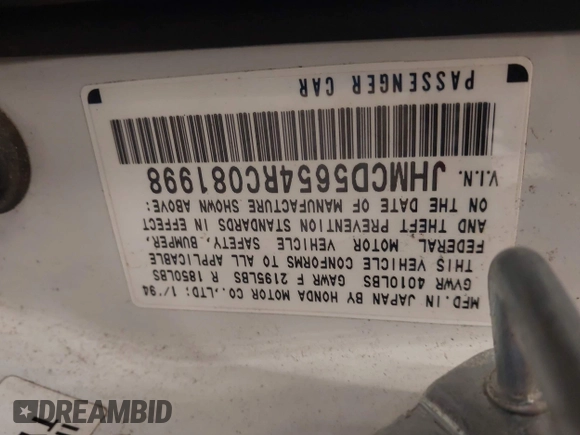 MFD. IN JAPAN BY HONDA MOTOR CO.,LTD; 1/'94
GVWR 4010LBS GAWR F 2195LBS R 1850LBS
THIS VEHICLE CONFORMS TO ALL APPLICABLE
FEDERAL MOTOR VEHICLE SAFETY, BUMPER,
AND THEFT PREVENTION STANDARDS IN EFFECT
ON THE DATE OF MANUFACTURE SHOWN ABOVE:
V.I.N. JHMCD5654RC081998
PASSENGER CAR
DREAMBID